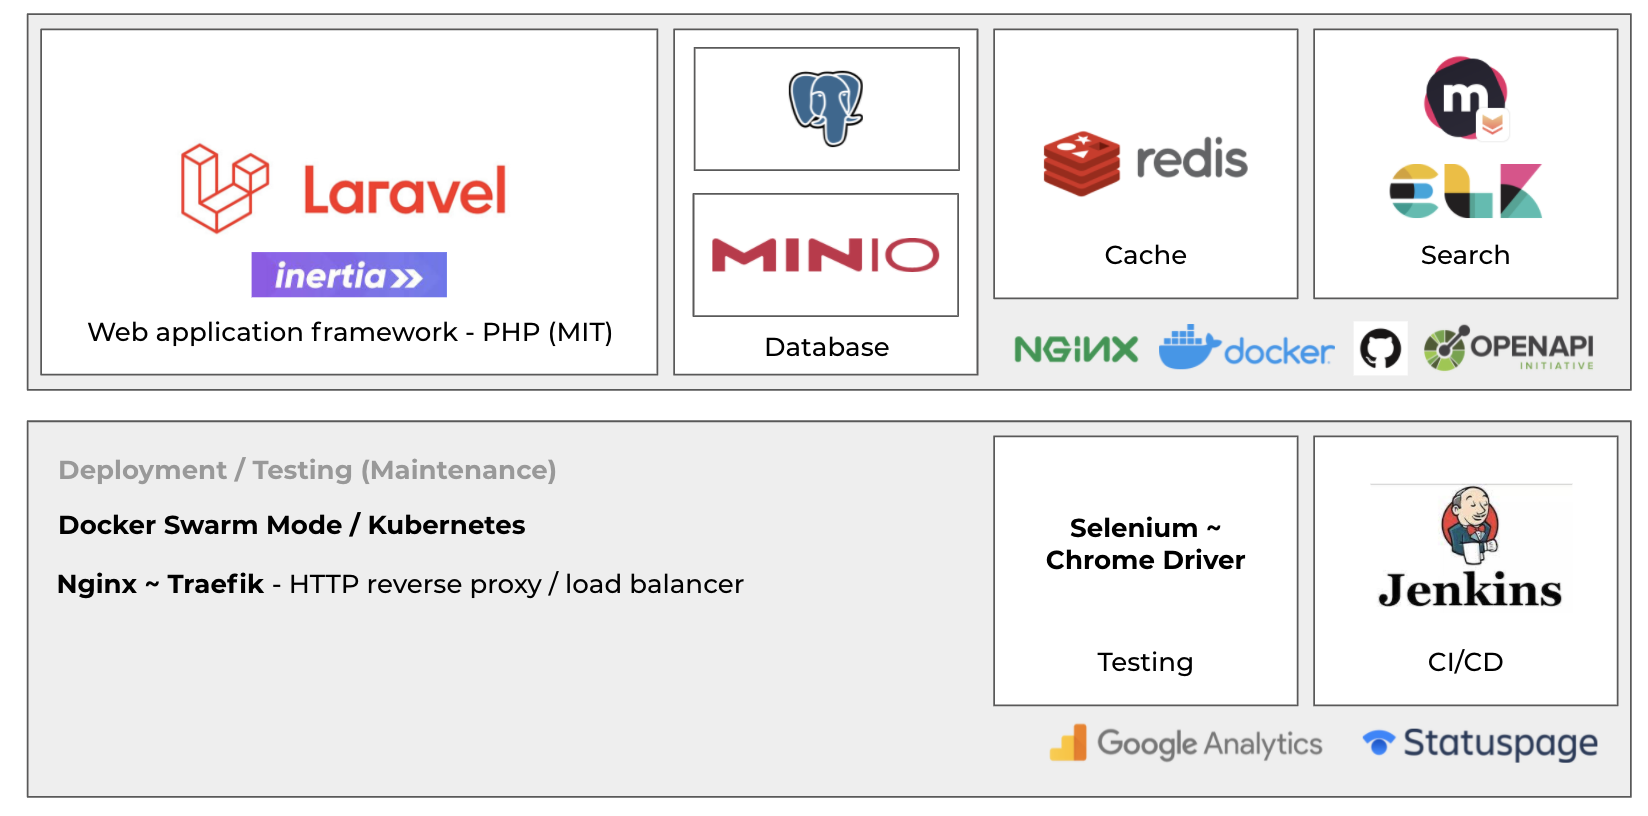 Laravel
inertia
Web application framework - PHP (MIT)
MINIO
Database
redis
Cache
m
elk
Search
NGINX
docker
OPENAPI
INITIATIVE
Deployment / Testing (Maintenance)
Docker Swarm Mode / Kubernetes
Nginx ~ Traefik - HTTP reverse proxy / load balancer
Selenium ~
Chrome Driver
Testing
Jenkins
CI/CD
Google Analytics
Statuspage